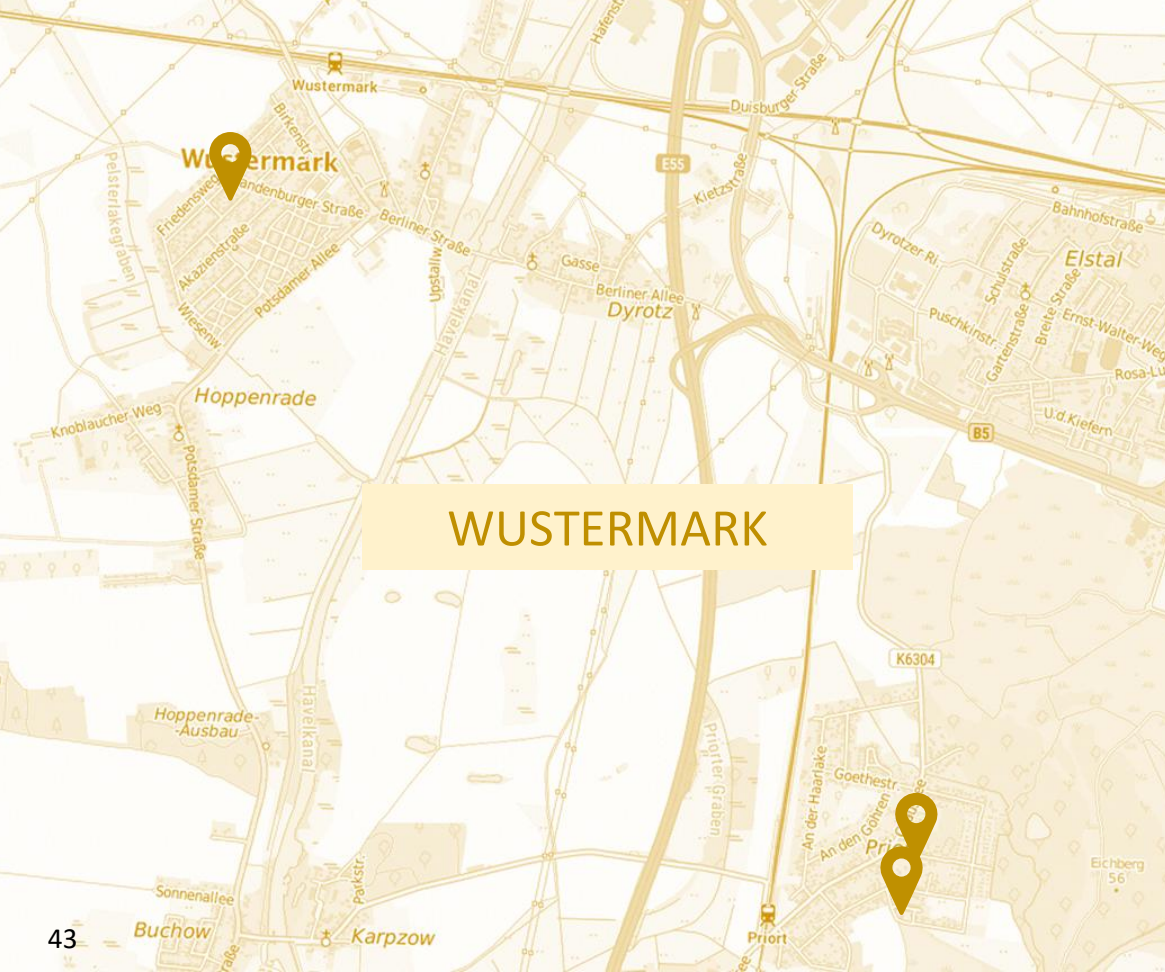 Hafenstr.
Wustermark
Duisburger Straße
Birkenstr.
Wustermark
E55
Kietzstraße
Pelaterlakegraben
Friedensweg
Brandenburger Straße
Berliner Straße
Bahnhofstraße
Dyrotzer Ri.
Elstal
Akazienstraße
Potsdamer Allee
Upstallw.
Gasse
Schulstraße
Berliner Allee
Dyrotz
Havelkanal
Wiesenw.
Puschkinstr.
Gartenstraße
Breite Straße
Ernst-Walter-Weg
Rosa-Lu
Hoppenrade
Knoblaucher Weg
U.d.Kiefern
B5
Potsdamer Straße
WUSTERMARK
K6304
Hoppenrade-
-Ausbau
Havelkanal
Priorter Graben
An der Haarlake
Goethestr.
An den Göhren
Priort
Eichberg
56
Parkstr.
Sonnenallee
Buchow
Karpzow
Priort
43